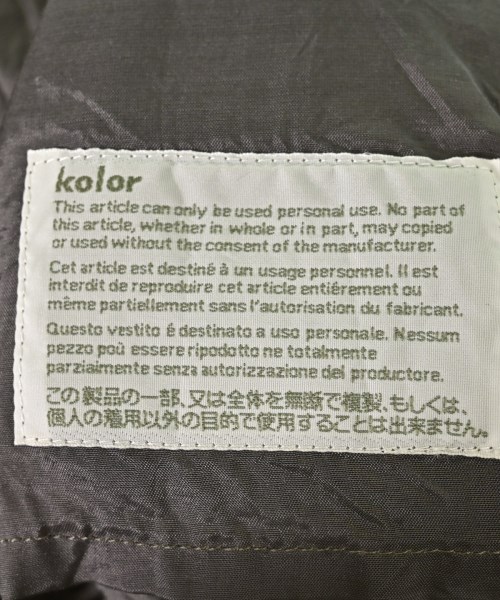 kolor
This article can only be used personal use. No part of
this article, whether in whole or in part, may copied
or used without the consent of the manufacturer.
Cet article est destiné à un usage personnel. Il est
interdit de reproduire cet article entiérement ou
même partiellement sans l'autorisation du fabricant.
Questo vestito é destinato a uso personale. Nessum
pezzo poù essere ripodotto ne totalmente
parziaimente senza autorizzazione del productore.
この製品の一部、又は全体を無断で複製、もしくは、
個人の着用以外の目的で使用することは出来ません。